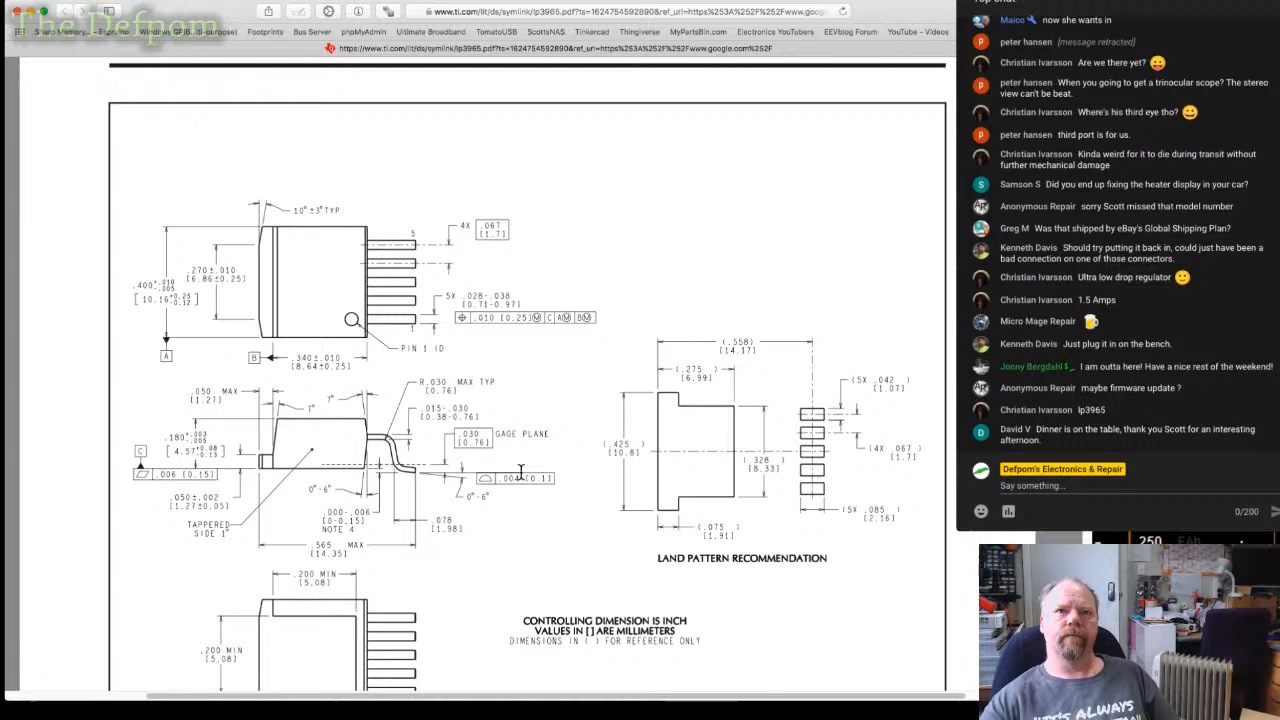 The Defpom
https://www.ti.com/lit/ds/symlink/lp3965.pdf?ts=1624754592890&ref_url=https%253A%252F%252Fwww.google.com%252F
Footprints
Bus Server
phpMyAdmin
Ultimate Broadband
TomatoUSB
ScottsNAS
Tinkercad
Thingiverse
MyPartsBin.com
Electronics YouTubers
EEVblog Forum
YouTube - Videos
https://www.ti.com/lit/ds/symlink/lp3965.pdf?ts=1624754592890&ref_url=https%253A%252F%252Fwww.google.com%252F
10°±3°TYP
5
4X
.067
[1.7]
.270±.010
[6.86±0.25]
.400+.010
-.005
[10.16+0.25
-0.12]
5X .028-.038
[0.71-0.97]
.010 [0.25]Ⓜ C AⓂ BⓂ
1
PIN 1 ID
A
B
.340±.010
[8.64±0.25]
.050 MAX
[1.27]
7°
7°
R.030 MAX TYP
[0.76]
.015-.030
[0.38-0.76]
.030
[0.76]
GAGE PLANE
C
.006 [0.15]
.004 [0.1]
0°-6°
0°-6°
.050±.002
[1.27±0.05]
TAPPERED
SIDE 1°
.000-.006
[0-0.15]
NOTE 4
.078
[1.98]
.565 MAX
[14.35]
(.558)
[14.17]
(.275)
[6.99]
(5X .042 )
[1.07]
(.425)
[10.8]
(.328)
[8.33]
(4X .067 )
[1.7]
(.075 )
[1.91]
(5X .085 )
[2.16]
LAND PATTERN RECOMMENDATION
.200 MIN
[5.08]
.200 MIN
[5.08]
CONTROLLING DIMENSION IS INCH
VALUES IN [ ] ARE MILLIMETERS
DIMENSIONS IN ( ) FOR REFERENCE ONLY
Maico now she wants in
peter hansen [message retracted]
Christian Ivarsson Are we there yet? 😛
peter hansen When you going to get a trinocular scope? The stereo
view can't be beat.
Christian Ivarsson Where's his third eye tho? 😀
peter hansen third port is for us.
Christian Ivarsson Kinda weird for it to die during transit without
further mechanical damage
S
Samson S Did you end up fixing the heater display in your car?
Anonymous Repair sorry Scott missed that model number
Greg M Was that shipped by eBay's Global Shipping Plan?
Kenneth Davis Should try putting it back in, could just have been a
bad connection on one of those connectors.
Christian Ivarsson Ultra low drop regulator 🙂
Christian Ivarsson 1.5 Amps
Micro Mage Repair 🍺
Kenneth Davis Just plug it in on the bench.
Jonny Bergdahl I am outta here! Have a nice rest of the weekend!
Anonymous Repair maybe firmware update ?
Christian Ivarsson lp3965
D
David V Dinner is on the table, thank you Scott for an interesting
afternoon.
Defpom's Electronics & Repair
Say something...
0/200
250
"IT'S ALWAYS